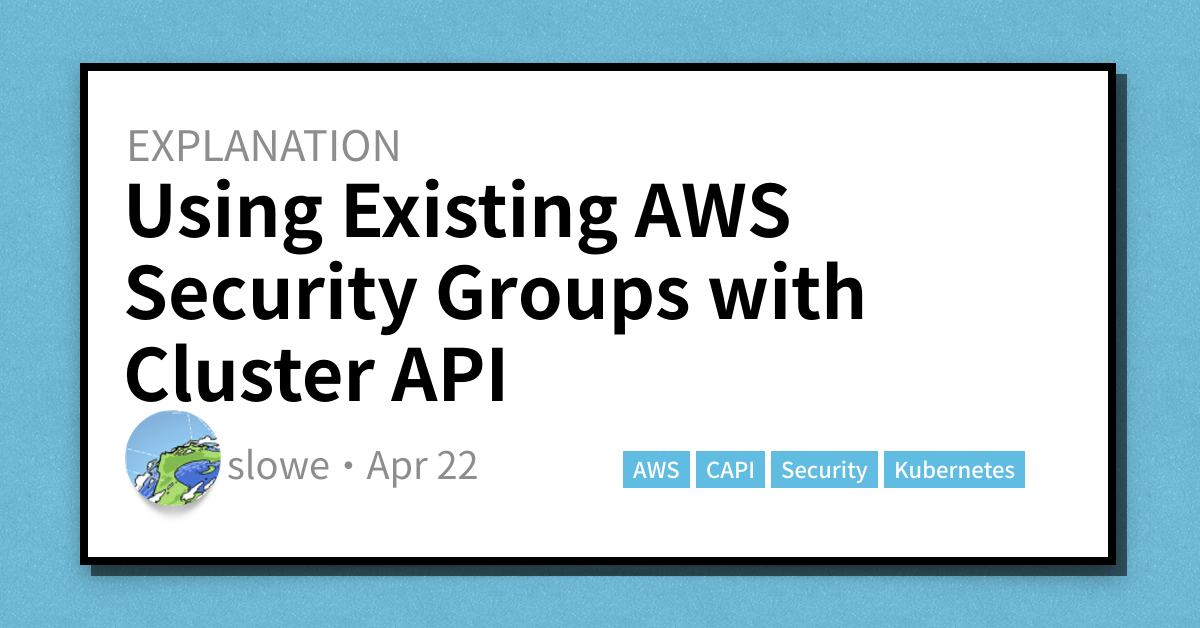 EXPLANATION
Using Existing AWS
Security Groups with
Cluster API
slowe • Apr 22
AWS CAPI Security Kubernetes